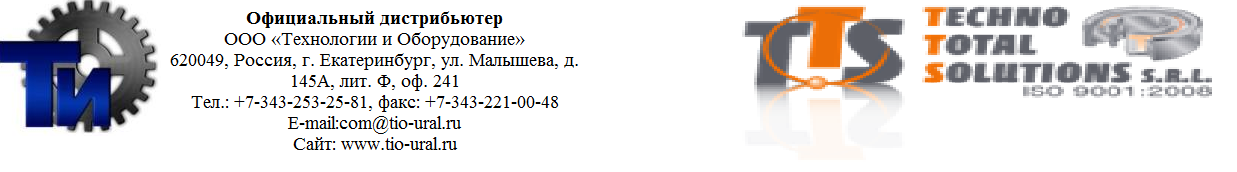 ТИ
Официальный дистрибьютер
ООО «Технологии и Оборудование»
620049, Россия, г. Екатеринбург, ул. Малышева, д.
145А, лит. Ф, оф. 241
Тел.: +7-343-253-25-81, факс: +7-343-221-00-48
E-mail:com@tio-ural.ru
Сайт: www.tio-ural.ru
TTS
TECHNO
TOTAL
SOLUTIONS S.R.L.
ISO 9001:2008